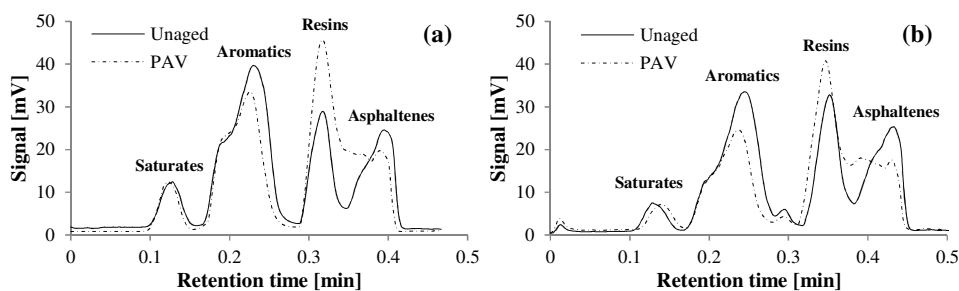 50
Resins
(a)
Unaged
PAV
Aromatics
40
30
Asphaltenes
20
Saturates
10
0
0
0.1
0.2
0.3
0.4
0.5
Signal [mV]
Retention time [min]
50
Resins
(b)
Unaged
PAV
40
Aromatics
30
Asphaltenes
20
Saturates
10
0
0
0.1
0.2
0.3
0.4
0.5
Signal [mV]
Retention time [min]